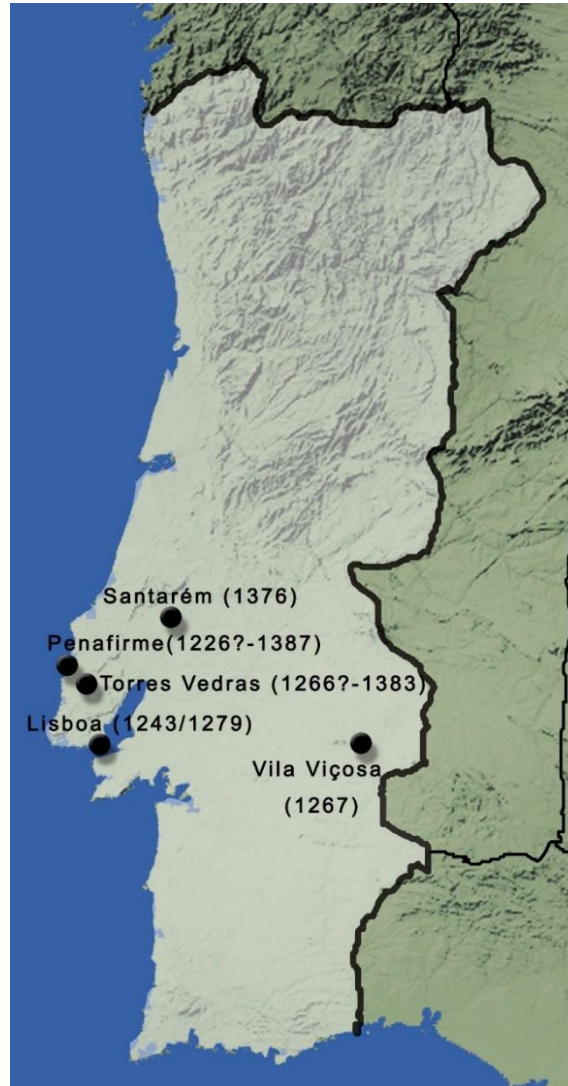 Santarém (1376)
Penafirme(1226?-1387)
Torres Vedras (1266?-1383)
Lisboa (1243/1279)
Vila Viçosa
(1267)